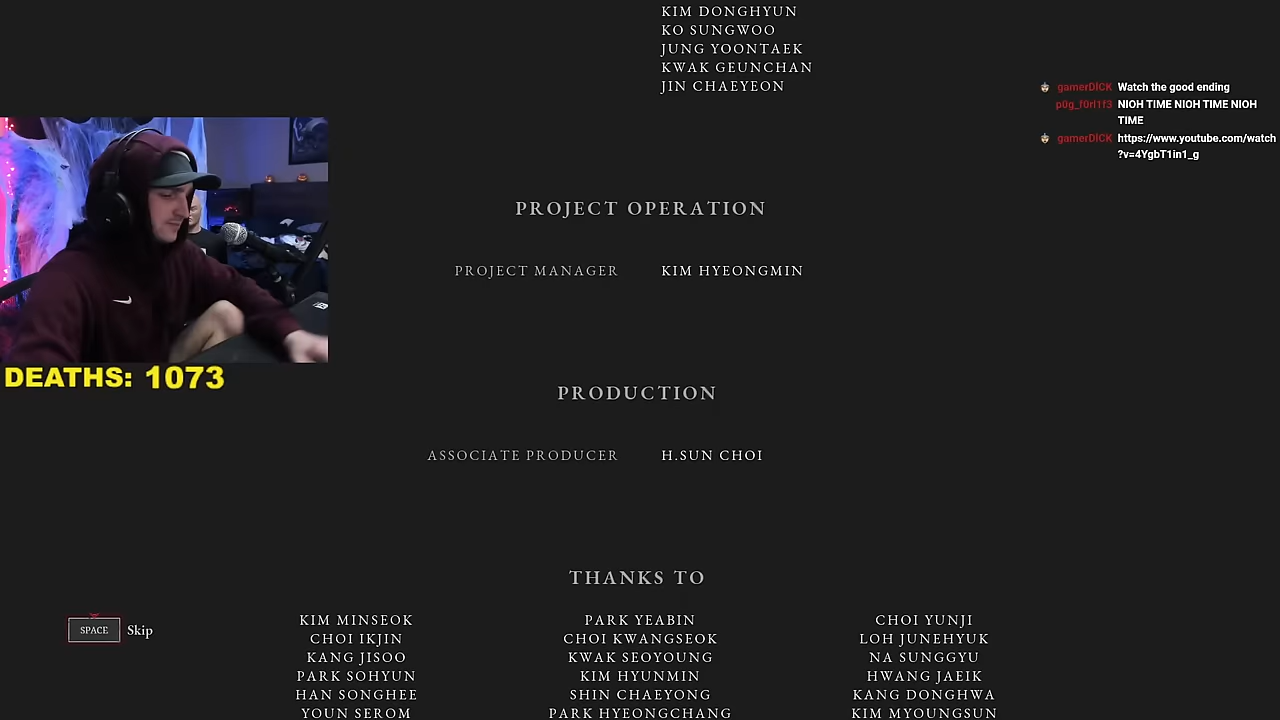 KIM DONGHYUN
KO SUNGWOO
JUNG YOONTAEK
KWAK GEUNCHAN
JIN CHAEYEON
gamerDICK Watch the good ending
p0g_f0rl1f3 NIOH TIME NIOH TIME NIOH
TIME
gamerDICK https://www.youtube.com/watch
?v=4YgbT1in1_g
PROJECT OPERATION
PROJECT MANAGER KIM HYEONGMIN
DEATHS: 1073
PRODUCTION
ASSOCIATE PRODUCER H.SUN CHOI
THANKS TO
SPACE Skip
KIM MINSEOK PARK YEABIN CHOI YUNJI
CHOI IKJIN CHOI KWANGSEOK LOH JUNEHYUK
KANG JISOO KWAK SEOYOUNG NA SUNGGYU
PARK SOHYUN KIM HYUNMIN HWANG JAEIK
HAN SONGHEE SHIN CHAEYONG KANG DONGHWA
YOUN SEROM PARK HYEONGCHANG KIM MYOUNGSUN